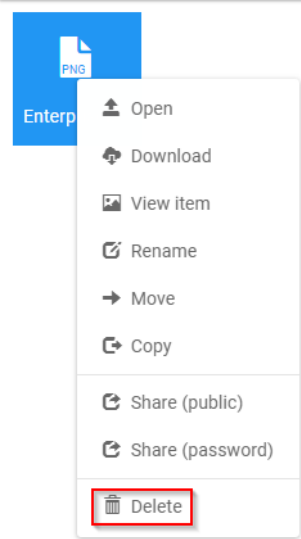 PNG
Enterp
Open
Download
View item
Rename
Move
Copy
Share (public)
Share (password)
Delete